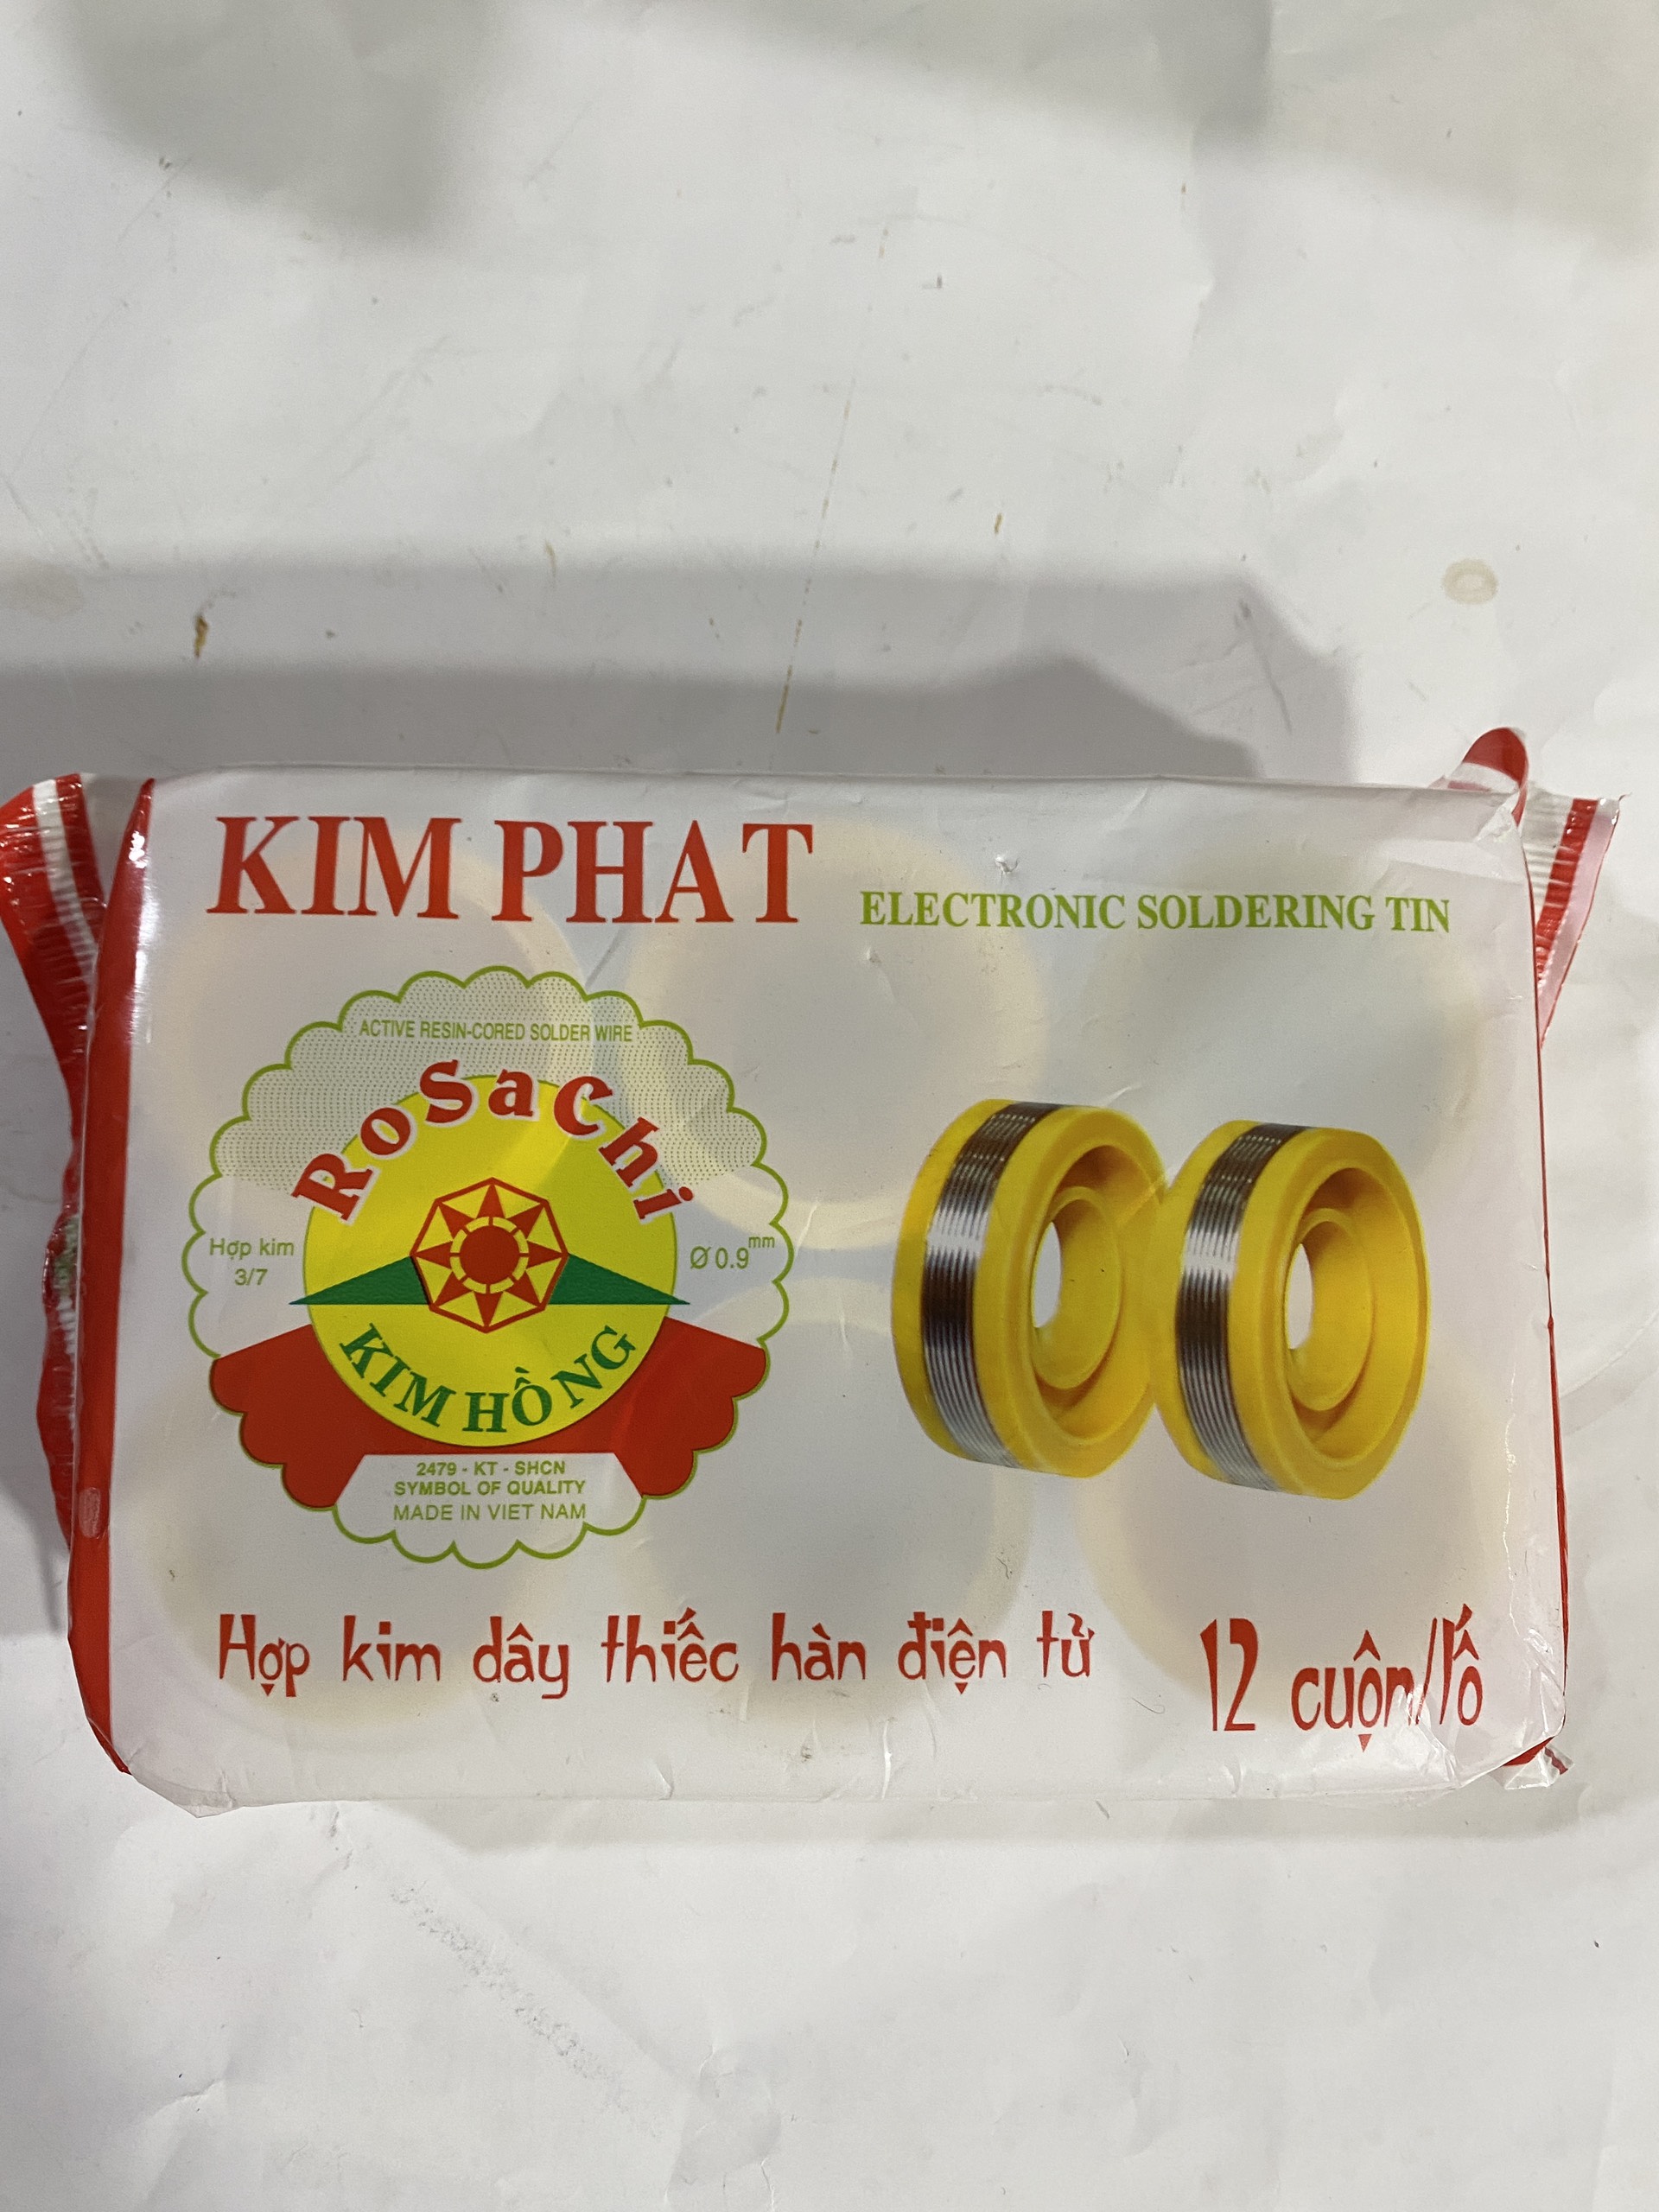 KIM PHAT
ELECTRONIC SOLDERING TIN
ACTIVE RESIN-CORED SOLDER WIRE
RoSaChi
Hợp kim
3/7
Ø 0.9mm
KIM HỒNG
2479 - KT - SHCN
SYMBOL OF QUALITY
MADE IN VIET NAM
Hợp kim dây thiếc hàn điện tử
12 cuộn/lố